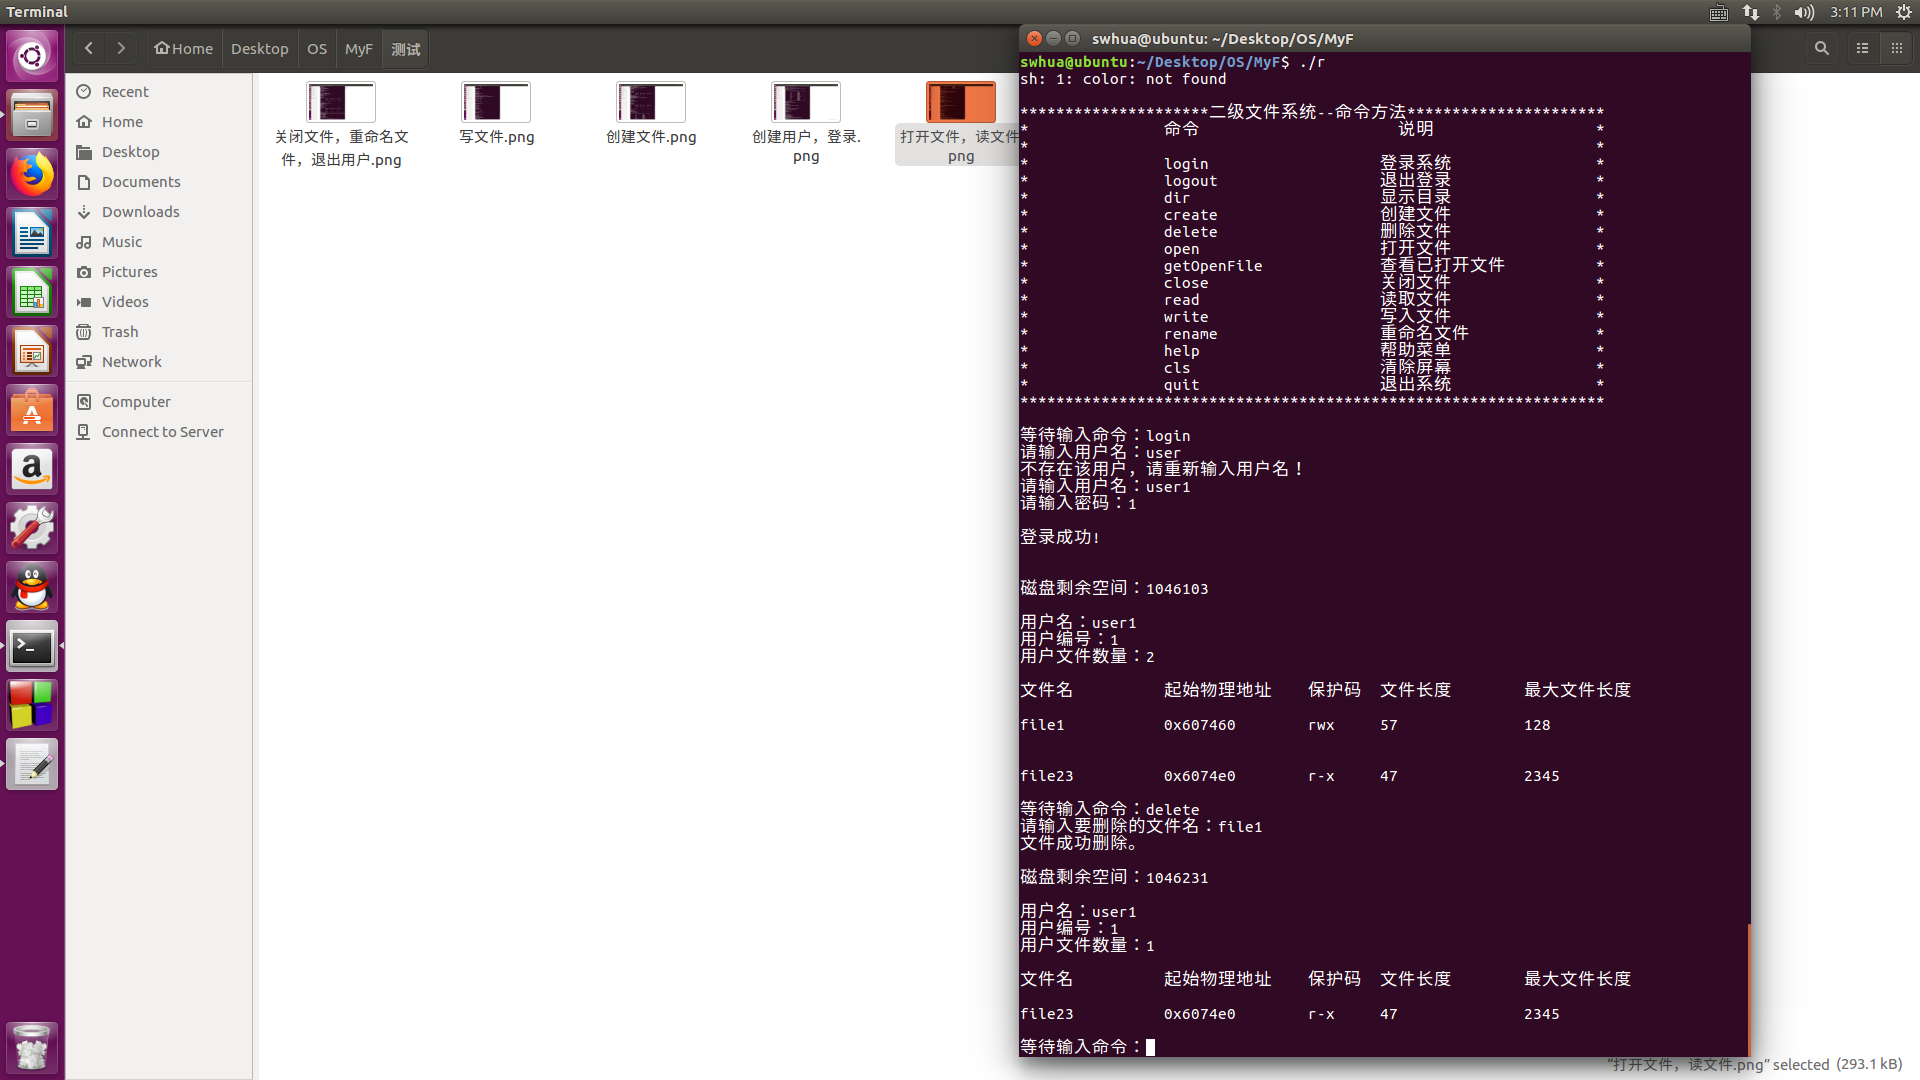 Terminal
3:11 PM
Home
Desktop
OS
MyF
测试
Recent
Home
Desktop
Documents
Downloads
Music
Pictures
Videos
Trash
Network
Computer
Connect to Server
关闭文件，重命名文
件，退出用户.png
写文件.png
创建文件.png
创建用户，登录.
png
打开文件，读文件
png
swhua@ubuntu: ~/Desktop/OS/MyF
swhua@ubuntu:~/Desktop/OS/MyF$ ./r
sh: 1: color: not found
*********************二级文件系统--命令方法**********************
* 命令 说明 *
* *
* login 登录系统 *
* logout 退出登录 *
* dir 显示目录 *
* create 创建文件 *
* delete 删除文件 *
* open 打开文件 *
* getOpenFile 查看已打开文件 *
* close 关闭文件 *
* read 读取文件 *
* write 写入文件 *
* rename 重命名文件 *
* help 帮助菜单 *
* cls 清除屏幕 *
* quit 退出系统 *
*****************************************************************
等待输入命令：login
请输入用户名：user
不存在该用户，请重新输入用户名！
请输入用户名：user1
请输入密码：1
登录成功!
磁盘剩余空间：1046103
用户名：user1
用户编号：1
用户文件数量：2
文件名 起始物理地址 保护码 文件长度 最大文件长度
file1 0x607460 rwx 57 128
file23 0x6074e0 r-x 47 2345
等待输入命令：delete
请输入要删除的文件名：file1
文件成功删除。
磁盘剩余空间：1046231
用户名：user1
用户编号：1
用户文件数量：1
文件名 起始物理地址 保护码 文件长度 最大文件长度
file23 0x6074e0 r-x 47 2345
等待输入命令：
“打开文件，读文件.png” selected (293.1 kB)